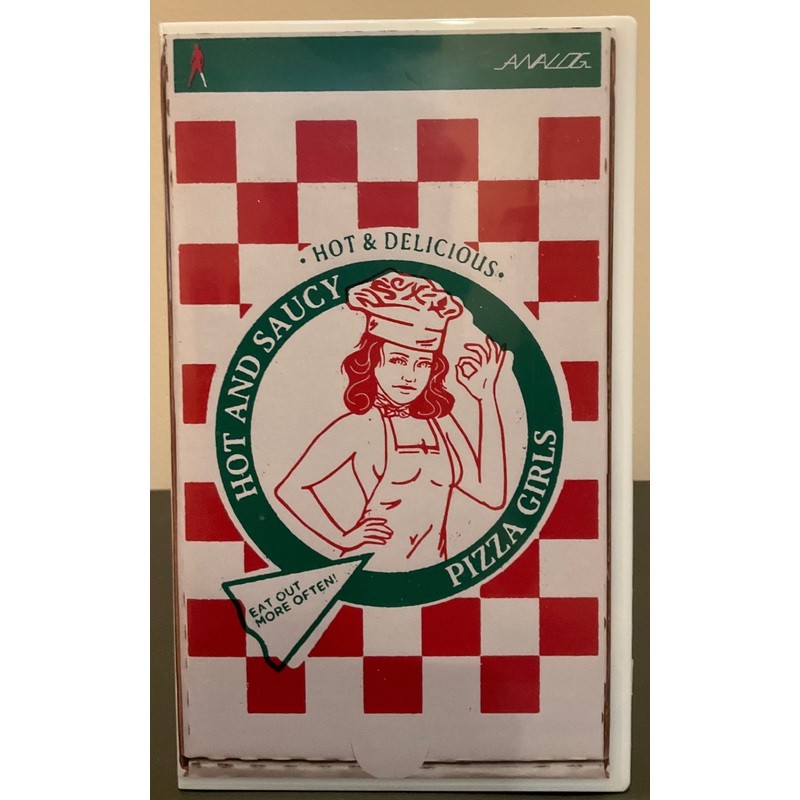 ANALOG
· HOT & DELICIOUS ·
HOT AND SAUCY
PIZZA GIRLS
EAT OUT
MORE OFTEN!